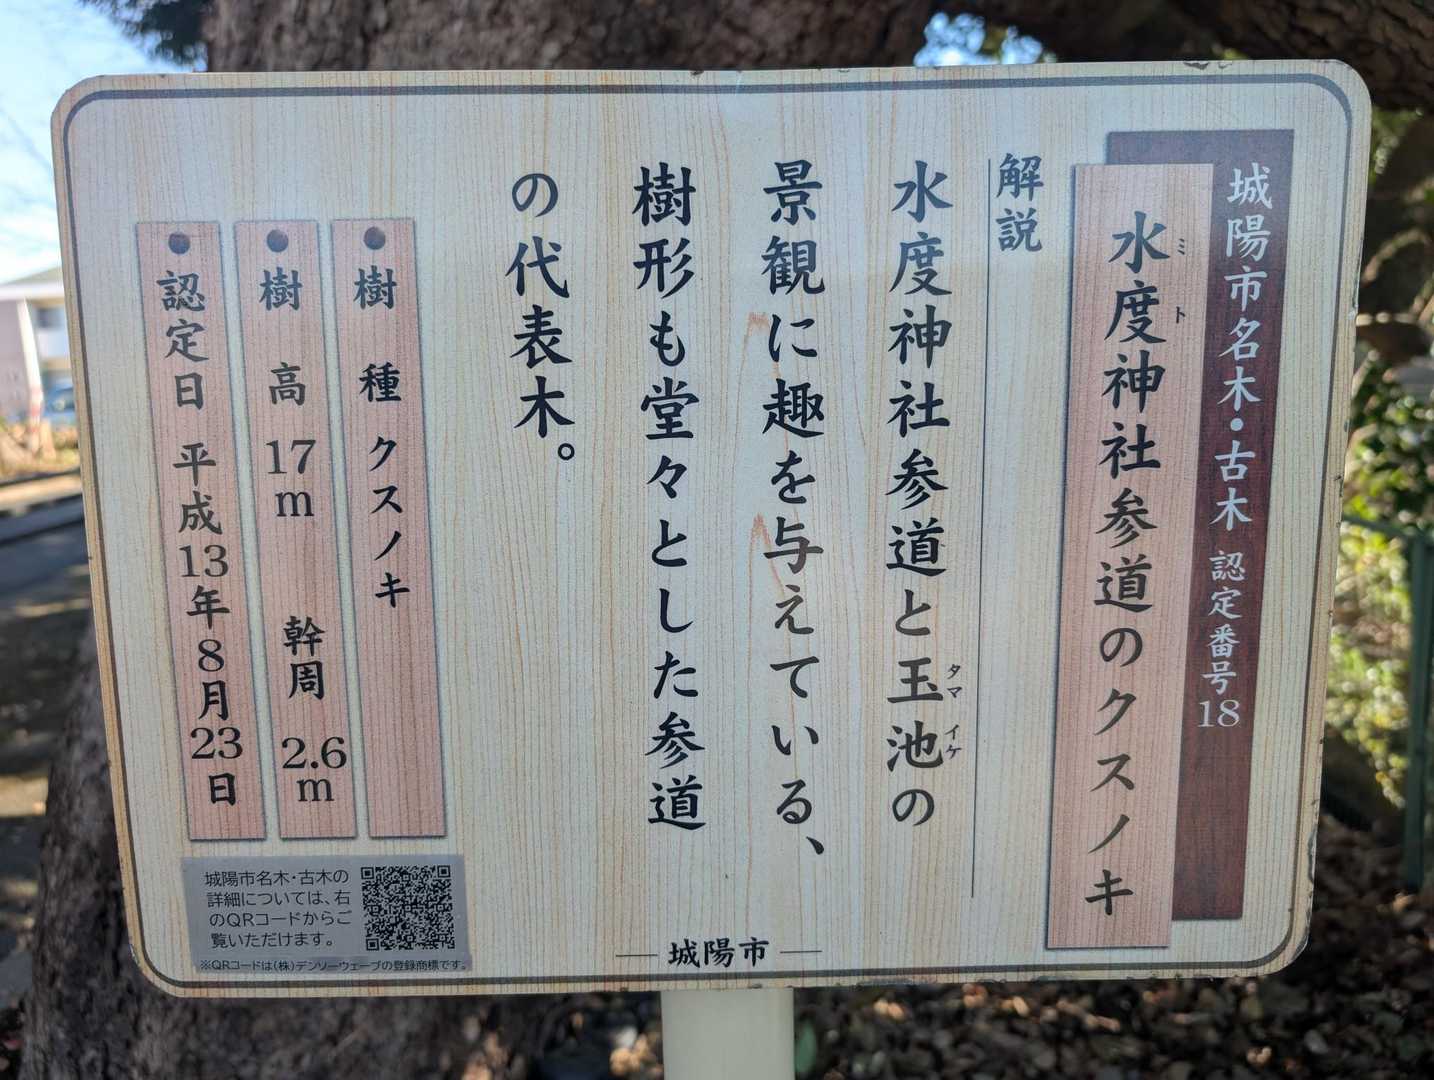 城陽市名木・古木 認定番号18
水度神社参道のクスノキ
ミト
解説
水度神社参道と玉池の
タマイケ
景観に趣を与えている、
樹形も堂々とした参道
の代表木。
樹種 クスノキ
樹高 17m 幹周 2.6m
認定日 平成13年8月23日
城陽市名木・古木の
詳細については、右
のQRコードからご
覧いただけます。
※QRコードは(株)デンソーウェーブの登録商標です。
城陽市